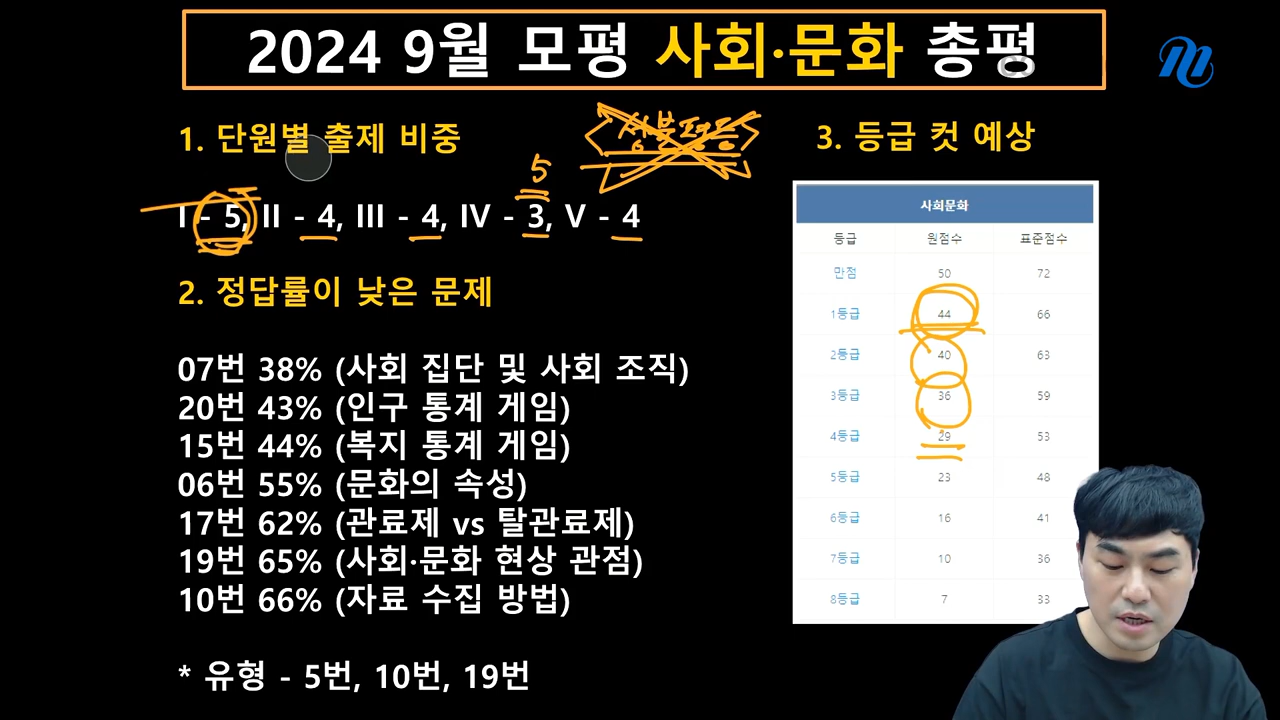 2024 9월 모평 사회·문화 총평
1. 단원별 출제 비중
성불평등
5
I - 5, II - 4, III - 4, IV - 3, V - 4
2. 정답률이 낮은 문제
07번 38% (사회 집단 및 사회 조직)
20번 43% (인구 통계 게임)
15번 44% (복지 통계 게임)
06번 55% (문화의 속성)
17번 62% (관료제 vs 탈관료제)
19번 65% (사회·문화 현상 관점)
10번 66% (자료 수집 방법)
* 유형 - 5번, 10번, 19번
3. 등급 컷 예상
사회문화
등급 원점수 표준점수
만점 50 72
1등급 44 66
2등급 40 63
3등급 36 59
4등급 29 53
5등급 23 48
6등급 16 41
7등급 10 36
8등급 7 33